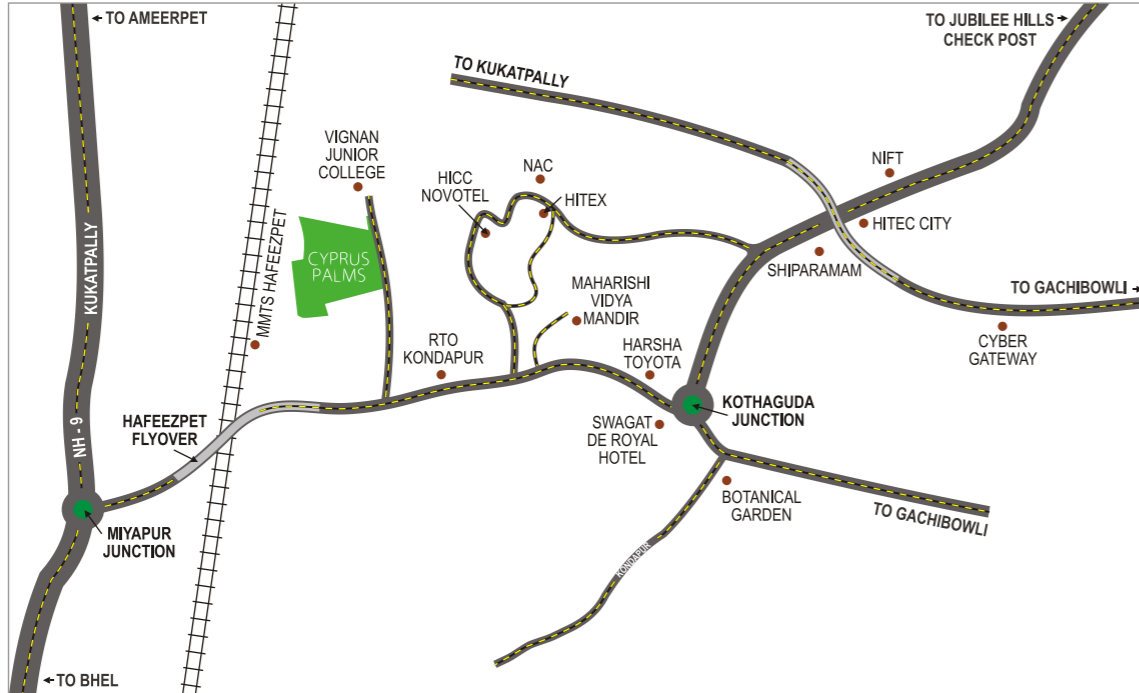 TO AMEERPET
TO JUBILEE HILLS
CHECK POST
TO KUKATPALLY
VIGNAN
JUNIOR
COLLEGE
NAC
NIFT
HICC
NOVOTEL
HITEX
HITEC CITY
KUKATPALLY
MMTS HAFEEZPET
CYPRUS
PALMS
SHIPARAMAM
MAHARISHI
VIDYA
MANDIR
TO GACHIBOWLI
RTO
KONDAPUR
HARSHA
TOYOTA
CYBER
GATEWAY
HAFEEZPET
FLYOVER
KOTHAGUDA
JUNCTION
NH - 9
SWAGAT
DE ROYAL
HOTEL
BOTANICAL
GARDEN
TO GACHIBOWLI
MIYAPUR
JUNCTION
KONDAPUR
TO BHEL